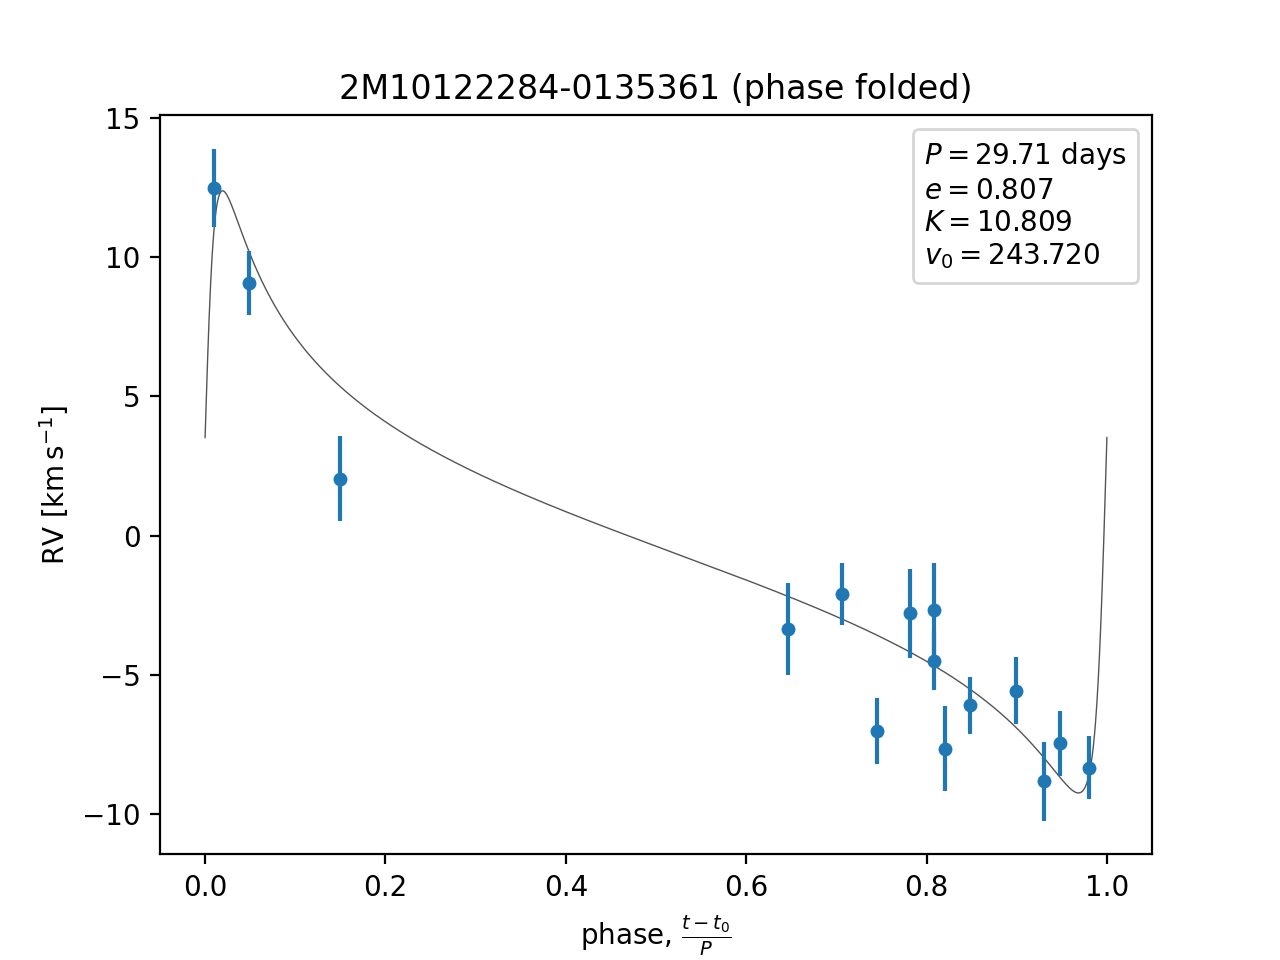 2M10122284-0135361 (phase folded)
P = 29.71 days
e = 0.807
K = 10.809
v₀ = 243.720
RV [km s⁻¹]
15
10
5
0
−5
−10
0.0 0.2 0.4 0.6 0.8 1.0
phase, (t − t₀)/P